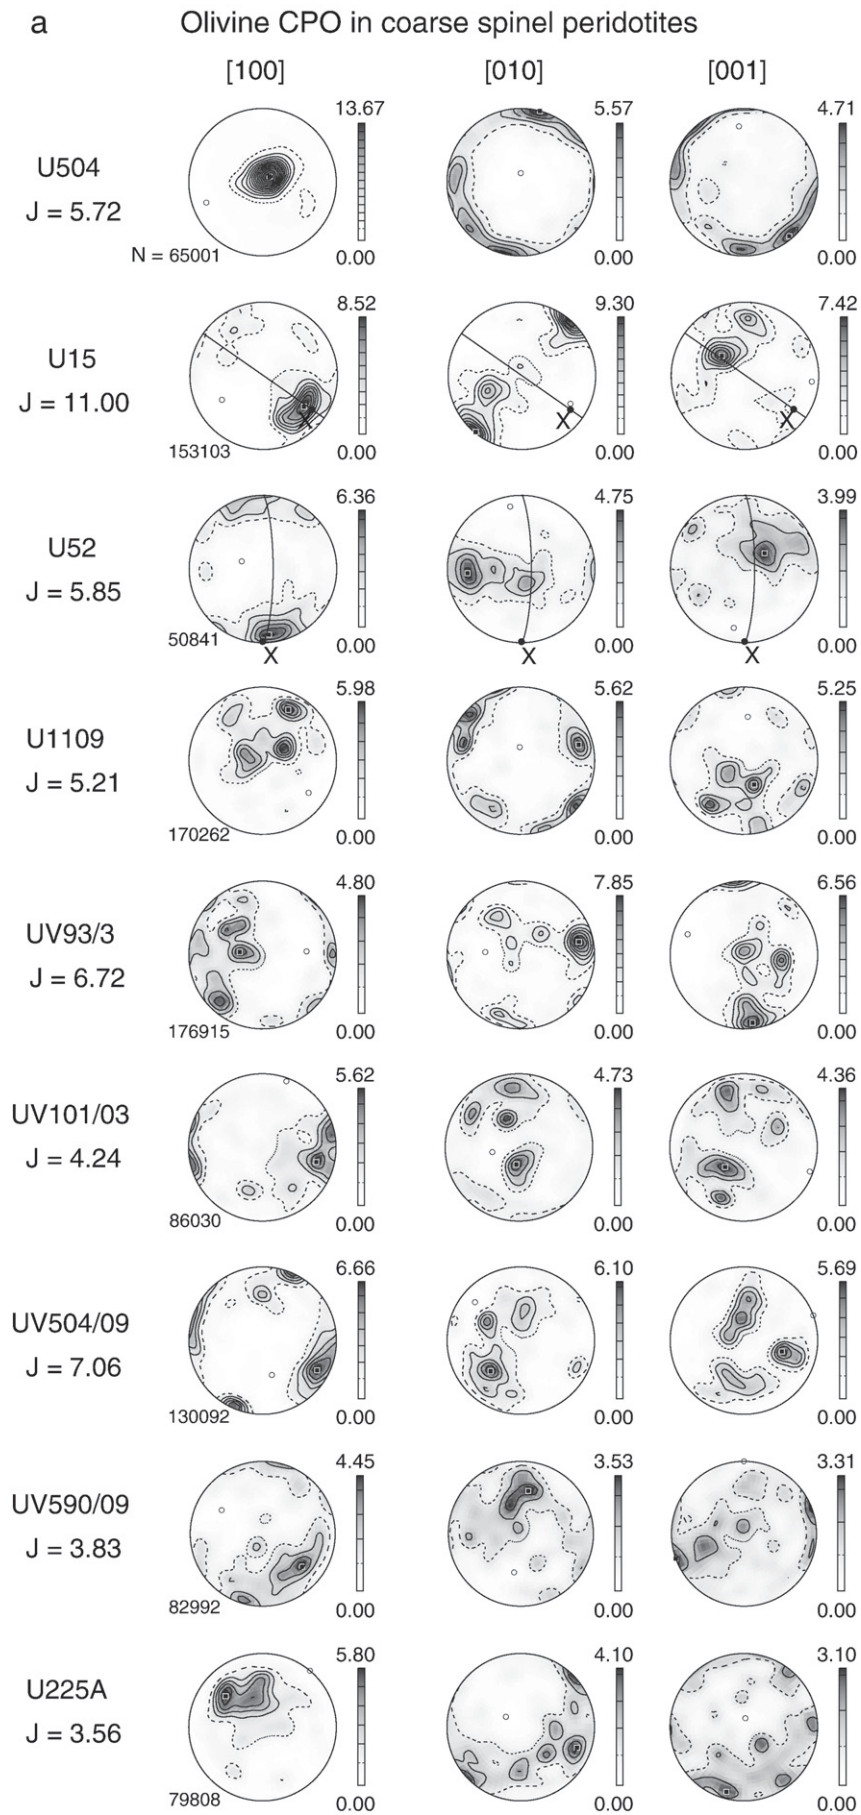 a Olivine CPO in coarse spinel peridotites
[100] [010] [001]
13.67 5.57 4.71
U504
J = 5.72
N = 65001 0.00 0.00 0.00
8.52 9.30 7.42
U15
J = 11.00
X X X
153103 0.00 0.00 0.00
6.36 4.75 3.99
U52
J = 5.85
50841 0.00 0.00 0.00
X X X
5.98 5.62 5.25
U1109
J = 5.21
170262 0.00 0.00 0.00
4.80 7.85 6.56
UV93/3
J = 6.72
176915 0.00 0.00 0.00
5.62 4.73 4.36
UV101/03
J = 4.24
86030 0.00 0.00 0.00
6.66 6.10 5.69
UV504/09
J = 7.06
130092 0.00 0.00 0.00
4.45 3.53 3.31
UV590/09
J = 3.83
82992 0.00 0.00 0.00
5.80 4.10 3.10
U225A
J = 3.56
79808 0.00 0.00 0.00